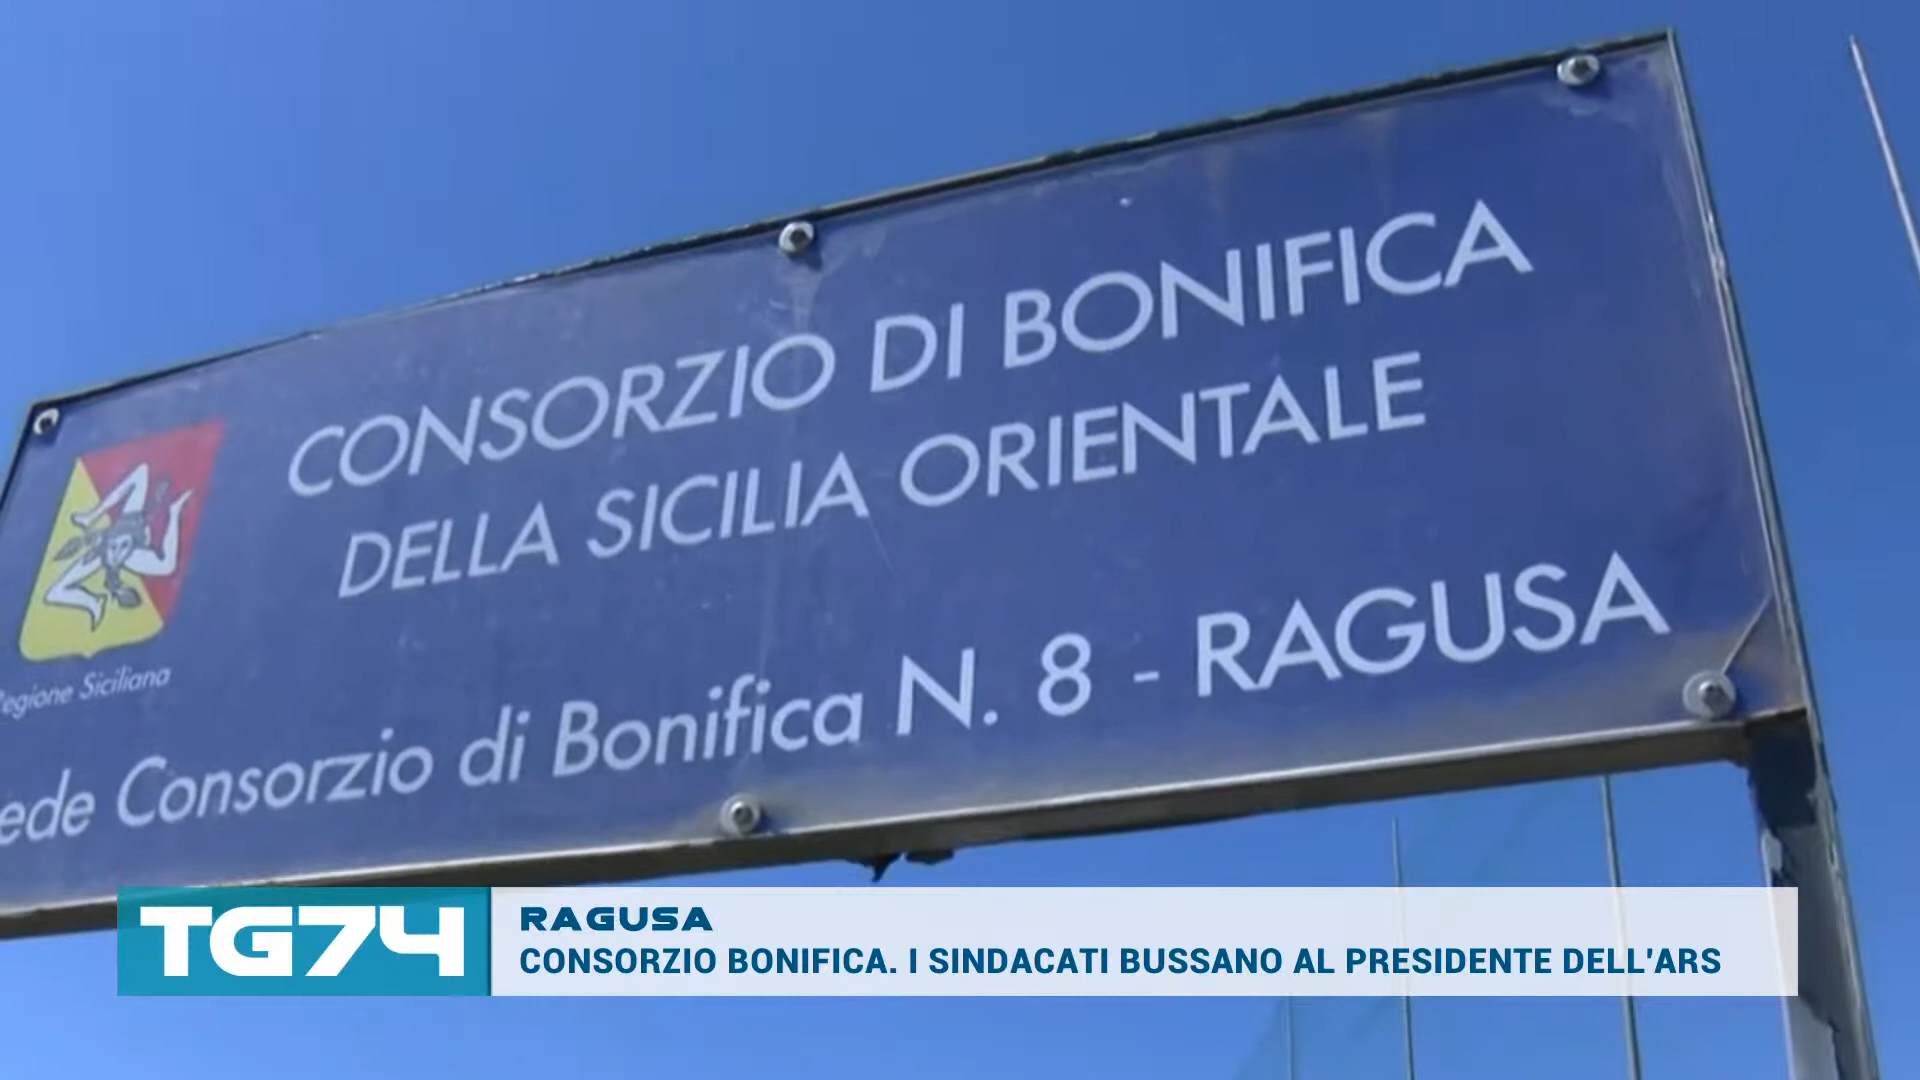 CONSORZIO DI BONIFICA
DELLA SICILIA ORIENTALE
Regione Siciliana
Consorzio di Bonifica N. 8 - RAGUSA
TG74
RAGUSA
CONSORZIO BONIFICA. I SINDACATI BUSSANO AL PRESIDENTE DELL'ARS